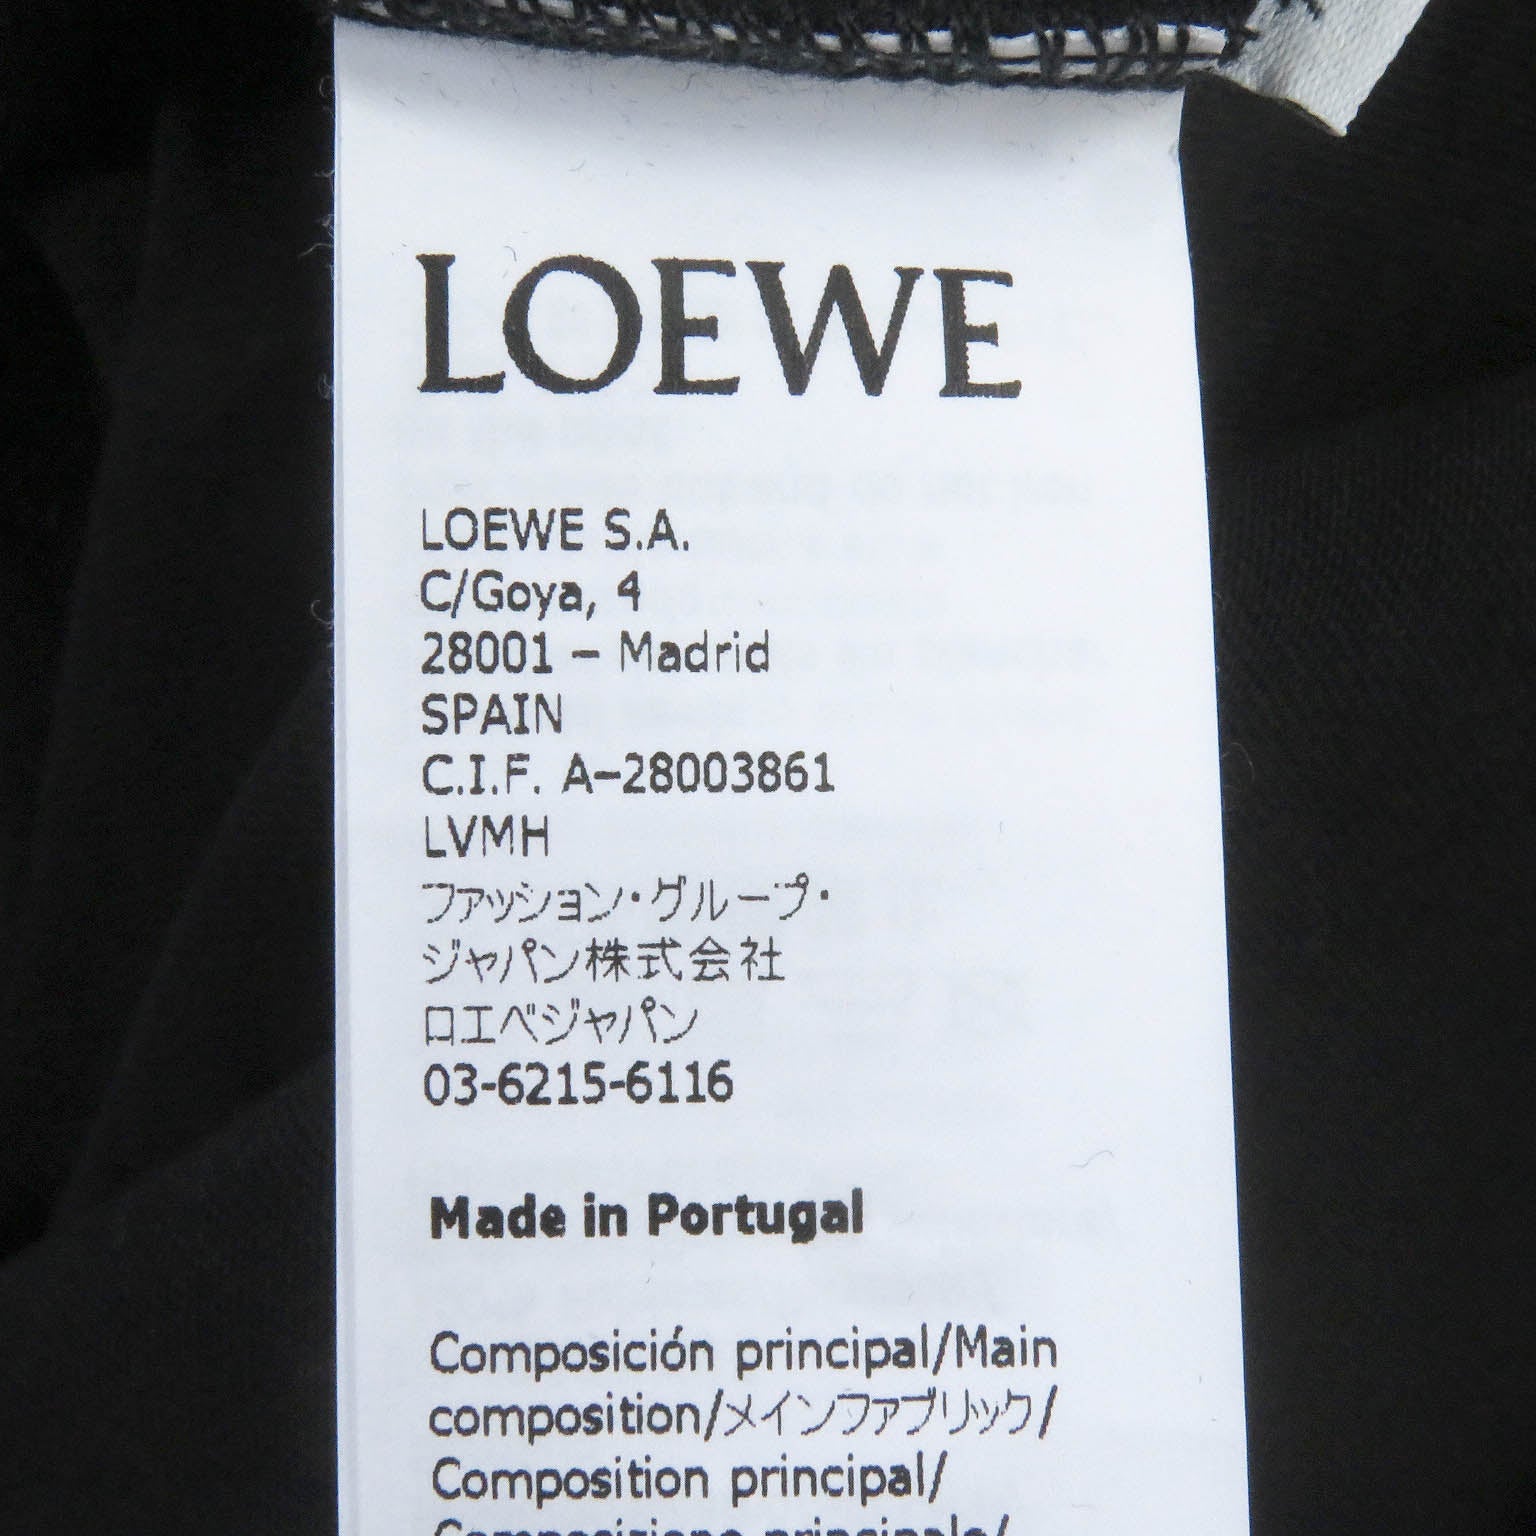 LOEWE
LOEWE S.A.
C/Goya, 4
28001 – Madrid
SPAIN
C.I.F. A–28003861
LVMH
ファッション・グループ・
ジャパン株式会社
ロエベジャパン
03-6215-6116
Made in Portugal
Composición principal/Main
composition/メインファブリック/
Composition principal/
Composizione principale/